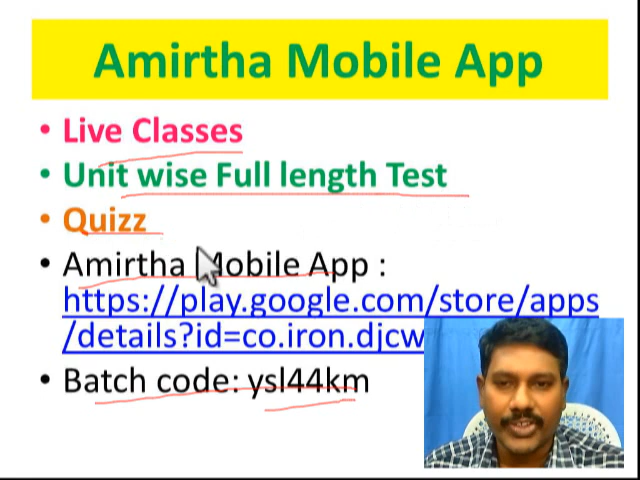 Amirtha Mobile App
• Live Classes
• Unit wise Full length Test
• Quizz
• Amirtha Mobile App :
https://play.google.com/store/apps
/details?id=co.iron.djcw
• Batch code: ysl44km